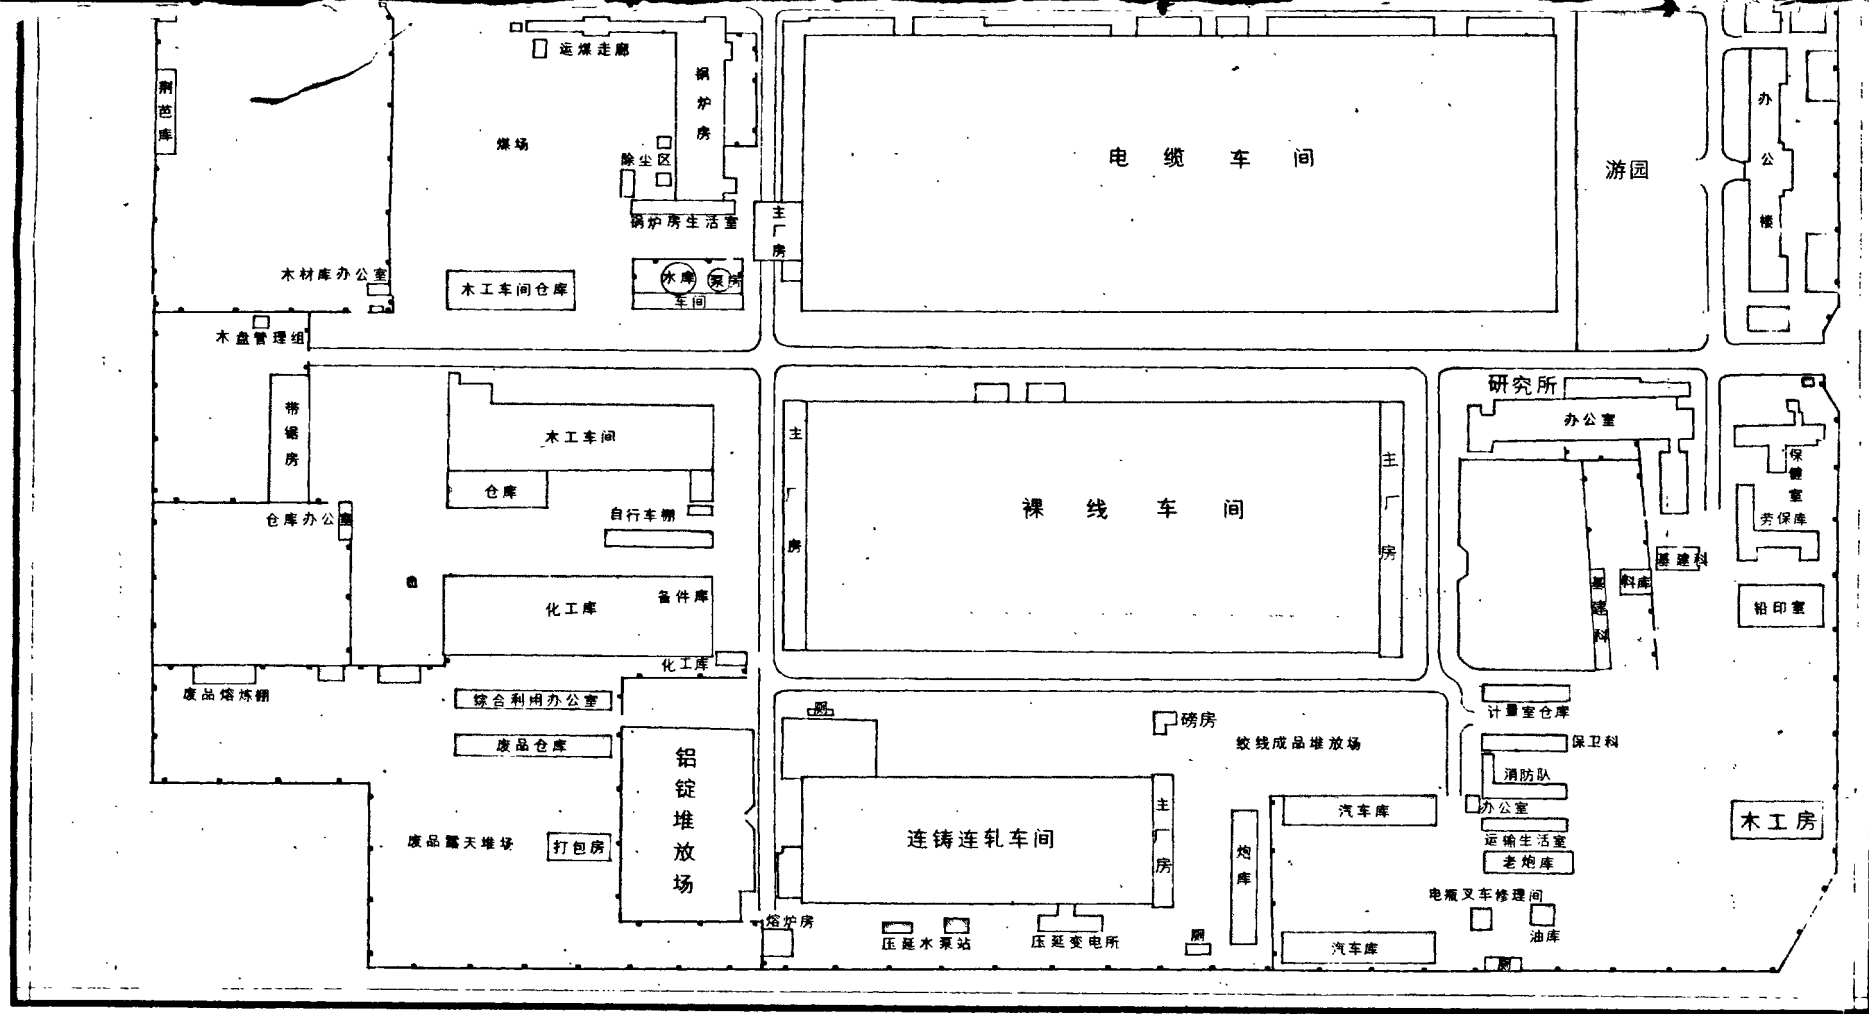 运煤走廊
锅炉房
荆芭库
办公楼
煤场
除尘区
电缆车间
游园
锅炉房生活室
主厂房
木材库办公室
水库
泵房
木工车间仓库
车间
木盘管理组
研究所
办公室
带锯房
木工车间
主厂房
主厂房
保健室
仓库
裸线车间
自行车棚
仓库办公室
劳保库
基建科
基建科
料库
备件库
化工库
铅印室
化工库
废品熔炼棚
综合利用办公室
计量室仓库
厕
磅房
绞线成品堆放场
保卫科
废品仓库
铝锭堆放场
消防队
办公室
汽车库
主厂房
木工房
连铸连轧车间
废品露天堆场
打包房
炮库
运输生活室
老炮库
电瓶叉车修理间
熔炉房
压延水泵站
压延变电所
厕
油库
汽车库
厕